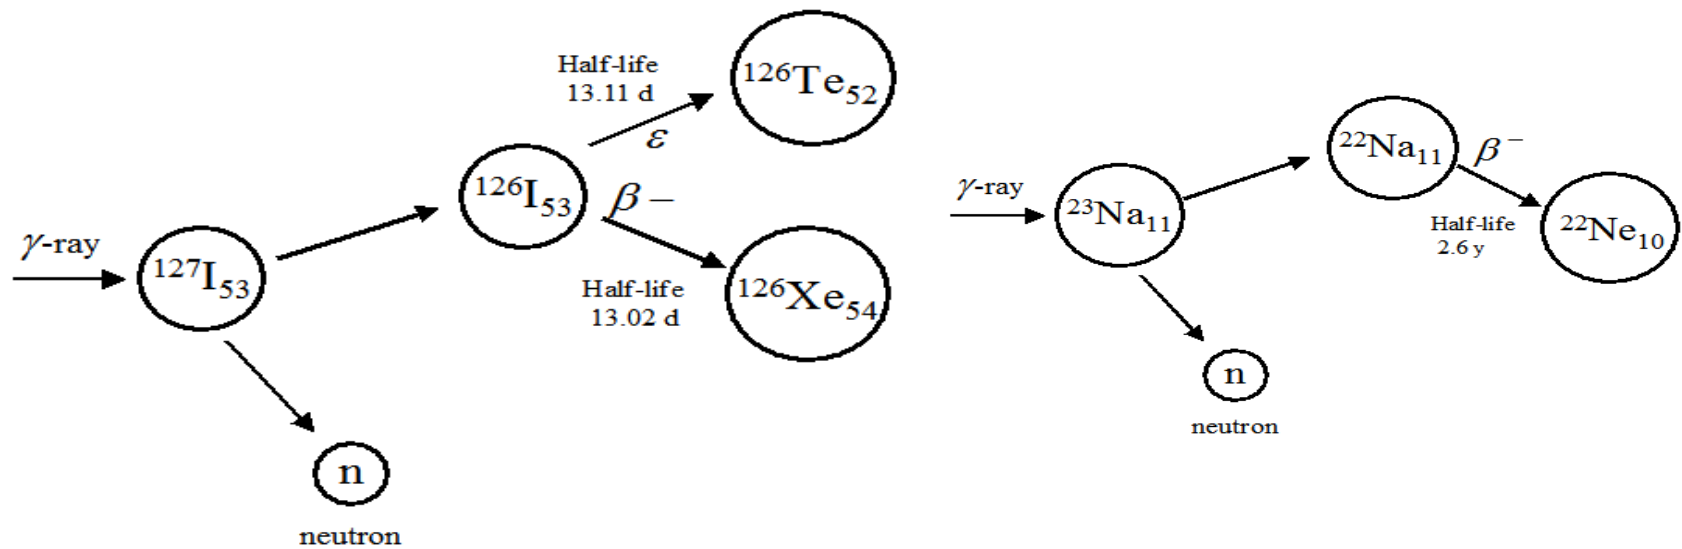 γ-ray
¹²⁷I₅₃
n
neutron
¹²⁶I₅₃
Half-life
13.11 d
ε
¹²⁶Te₅₂
β −
Half-life
13.02 d
¹²⁶Xe₅₄
γ-ray
²³Na₁₁
n
neutron
²²Na₁₁
β⁻
Half-life
2.6 y
²²Ne₁₀